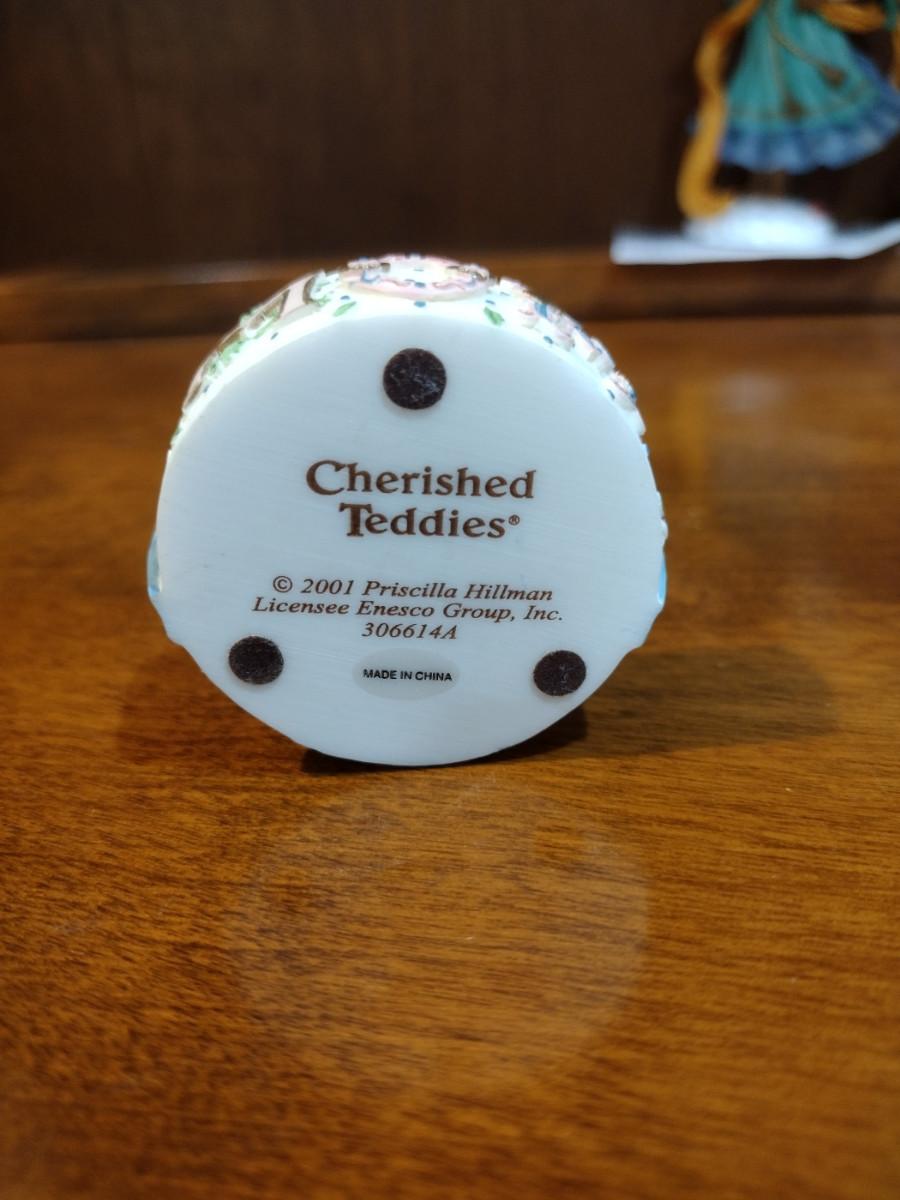 Cherished
Teddies®
© 2001 Priscilla Hillman
Licensee Enesco Group, Inc.
306614A
MADE IN CHINA